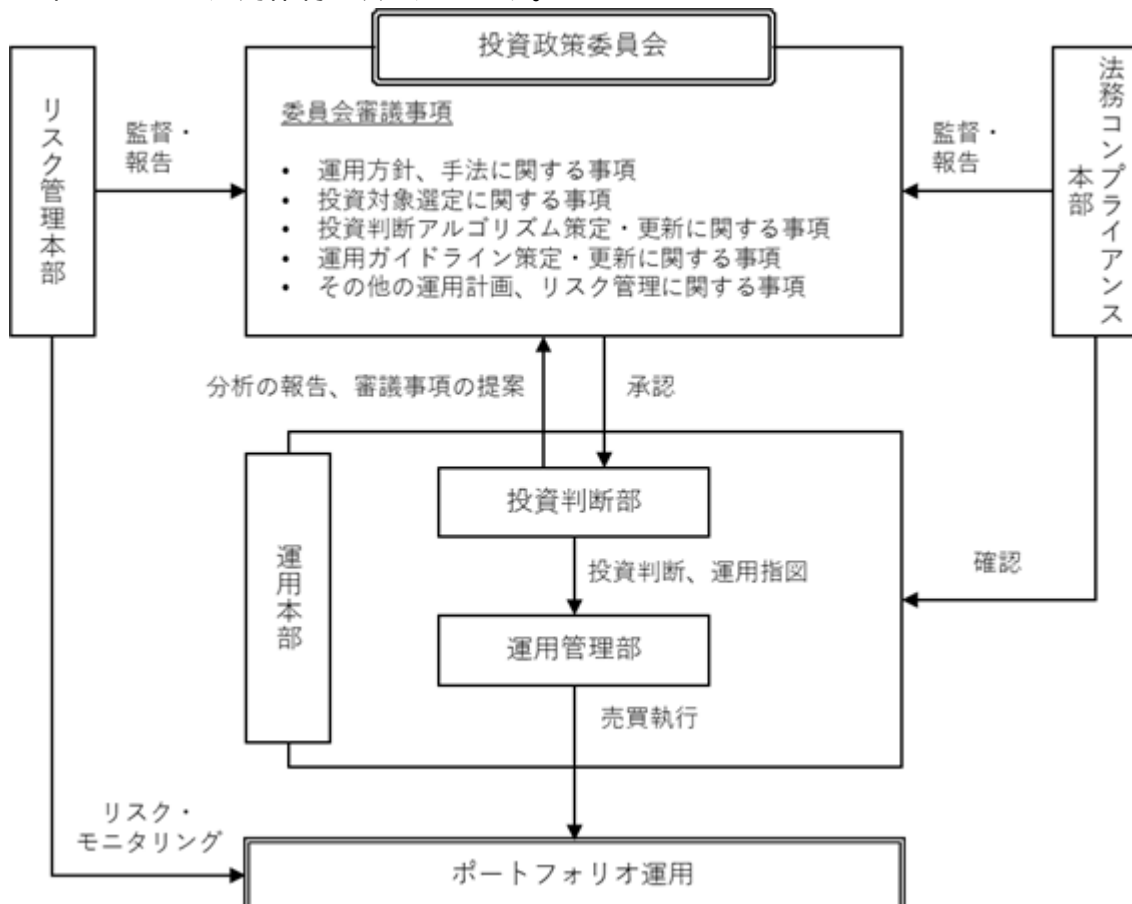 投資政策委員会
委員会審議事項
• 運用方針、手法に関する事項
• 投資対象選定に関する事項
• 投資判断アルゴリズム策定・更新に関する事項
• 運用ガイドライン策定・更新に関する事項
• その他の運用計画、リスク管理に関する事項
リスク管理本部
監督・
報告
監督・
報告
法務コンプライアンス
本部
分析の報告、審議事項の提案
承認
運用本部
投資判断部
投資判断、運用指図
確認
運用管理部
売買執行
リスク・
モニタリング
ポートフォリオ運用